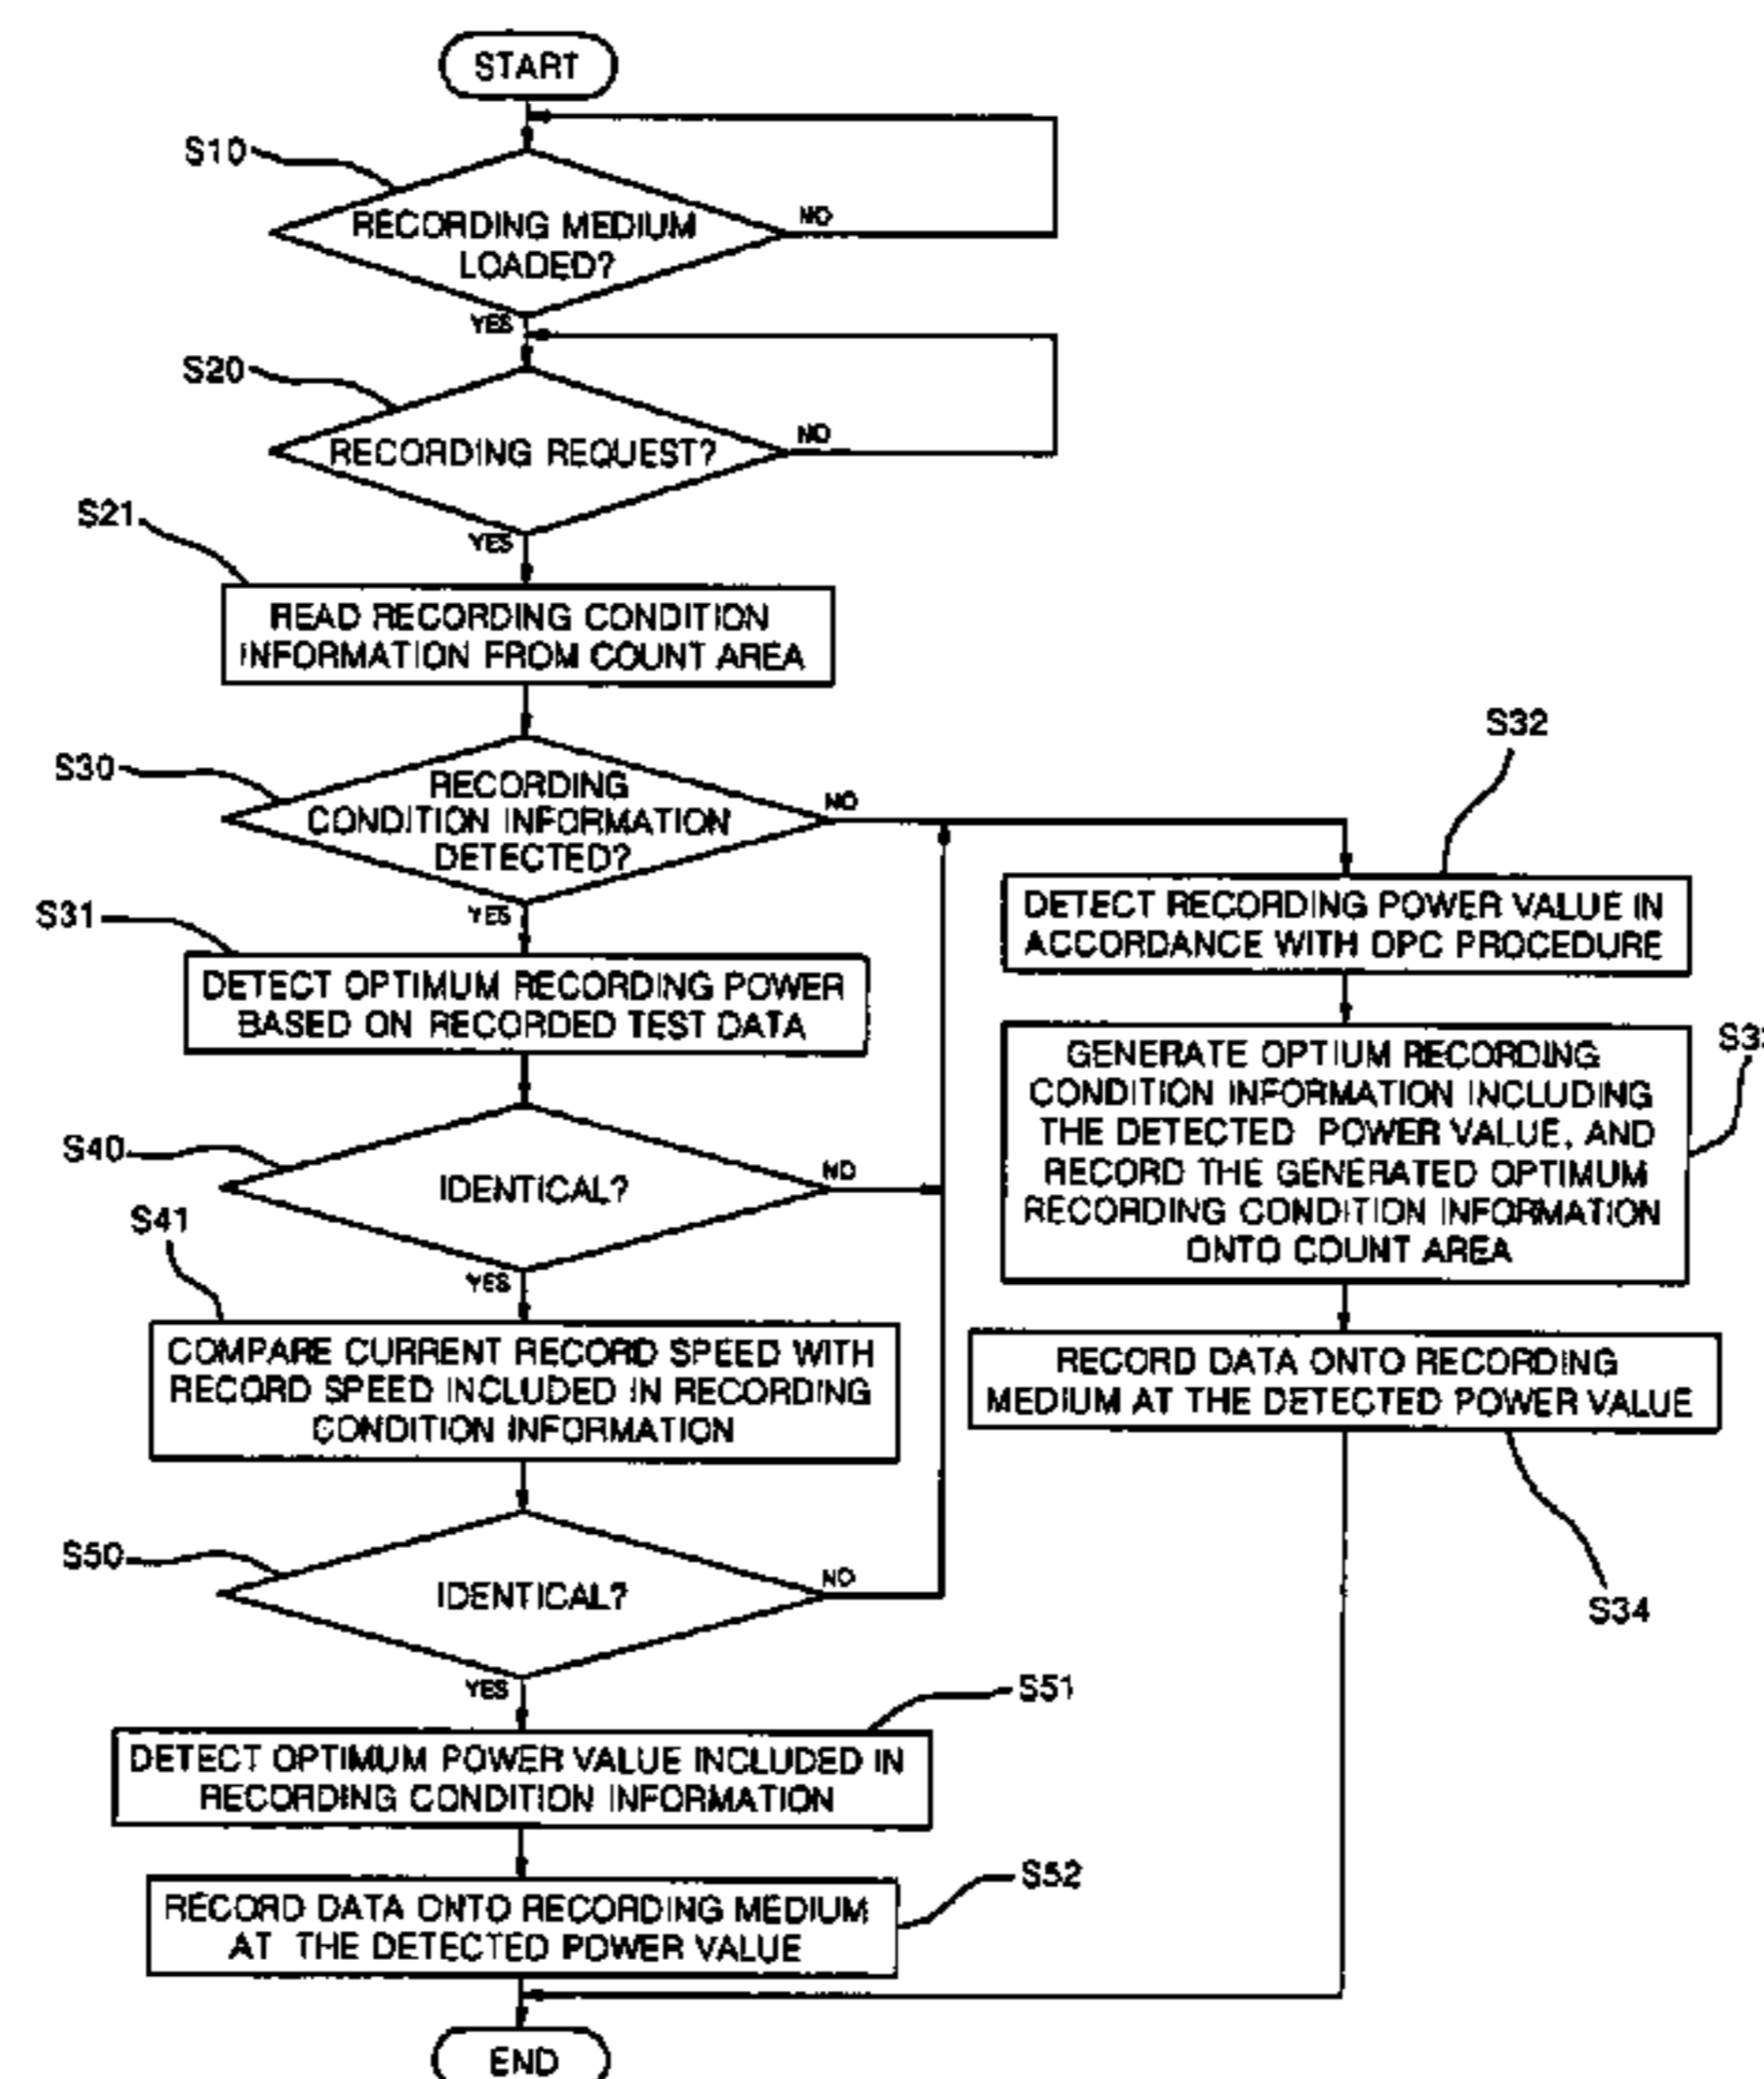 START
S10
RECORDING MEDIUM
LOADED?
NO
YES
S20
RECORDING REQUEST?
NO
YES
S21
READ RECORDING CONDITION
INFORMATION FROM COUNT AREA
S30
RECORDING
CONDITION INFORMATION
DETECTED?
NO
YES
S31
DETECT OPTIMUM RECORDING POWER
BASED ON RECORDED TEST DATA
S40
IDENTICAL?
NO
YES
S41
COMPARE CURRENT RECORD SPEED WITH
RECORD SPEED INCLUDED IN RECORDING
CONDITION INFORMATION
S50
IDENTICAL?
NO
YES
S51
DETECT OPTIMUM POWER VALUE INCLUDED IN
RECORDING CONDITION INFORMATION
S52
RECORD DATA ONTO RECORDING MEDIUM
AT THE DETECTED POWER VALUE
S32
DETECT RECORDING POWER VALUE IN
ACCORDANCE WITH OPC PROCEDURE
GENERATE OPTIUM RECORDING
CONDITION INFORMATION INCLUDING
THE DETECTED POWER VALUE, AND
RECORD THE GENERATED OPTIMUM
RECORDING CONDITION INFORMATION
ONTO COUNT AREA
RECORD DATA ONTO RECORDING
MEDIUM AT THE DETECTED POWER VALUE
S34
END